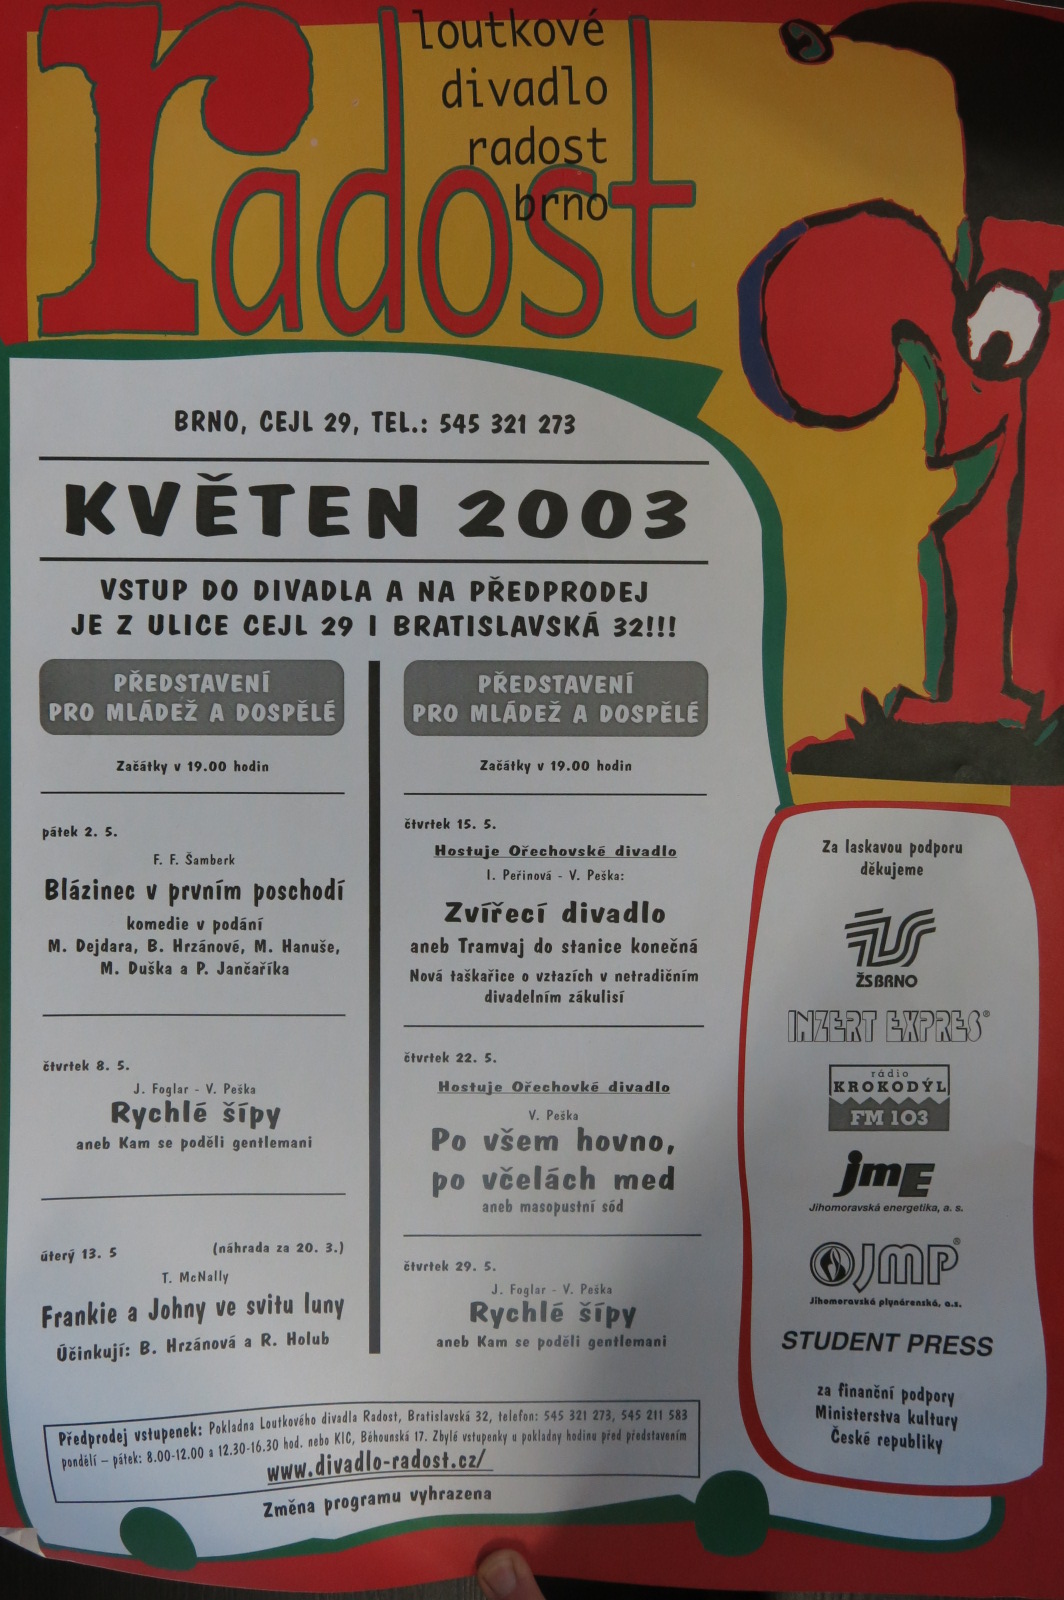 radost
loutkové
divadlo
radost
brno
BRNO, CEJL 29, TEL.: 545 321 273
KVĚTEN 2003
VSTUP DO DIVADLA A NA PŘEDPRODEJ
JE Z ULICE CEJL 29 I BRATISLAVSKÁ 32!!!
PŘEDSTAVENÍ
PRO MLÁDEŽ A DOSPĚLÉ
Začátky v 19.00 hodin
pátek 2. 5.
F. F. Šamberk
Blázinec v prvním poschodí
komedie v podání
M. Dejdara, B. Hrzánové, M. Hanuše,
M. Duška a P. Jančaříka
čtvrtek 8. 5.
J. Foglar - V. Peška
Rychlé šípy
aneb Kam se poděli gentlemani
úterý 13. 5 (náhrada za 20. 3.)
T. McNally
Frankie a Johny ve svitu luny
Účinkují: B. Hrzánová a R. Holub
PŘEDSTAVENÍ
PRO MLÁDEŽ A DOSPĚLÉ
Začátky v 19.00 hodin
čtvrtek 15. 5.
Hostuje Ořechovské divadlo
I. Peřinová - V. Peška:
Zvířecí divadlo
aneb Tramvaj do stanice konečná
Nová taškařice o vztazích v netradičním
divadelním zákulisí
čtvrtek 22. 5.
Hostuje Ořechovké divadlo
V. Peška
Po všem hovno,
po včelách med
aneb masopustní sód
čtvrtek 29. 5.
J. Foglar - V. Peška
Rychlé šípy
aneb Kam se poděli gentlemani
Předprodej vstupenek: Pokladna Loutkového divadla Radost, Bratislavská 32, telefon: 545 321 273, 545 211 583
pondělí – pátek: 8.00-12.00 a 12.30-16.30 hod. nebo KIC, Běhounská 17. Zbylé vstupenky u pokladny hodinu před představením
www.divadlo-radost.cz/
Změna programu vyhrazena
Za laskavou podporu
děkujeme
ŽS BRNO
INZERT EXPRES®
rádio
KROKODÝL
FM 103
jmE
Jihomoravská energetika, a. s.
JMP®
Jihomoravská plynárenská, a.s.
STUDENT PRESS
za finanční podpory
Ministerstva kultury
České republiky